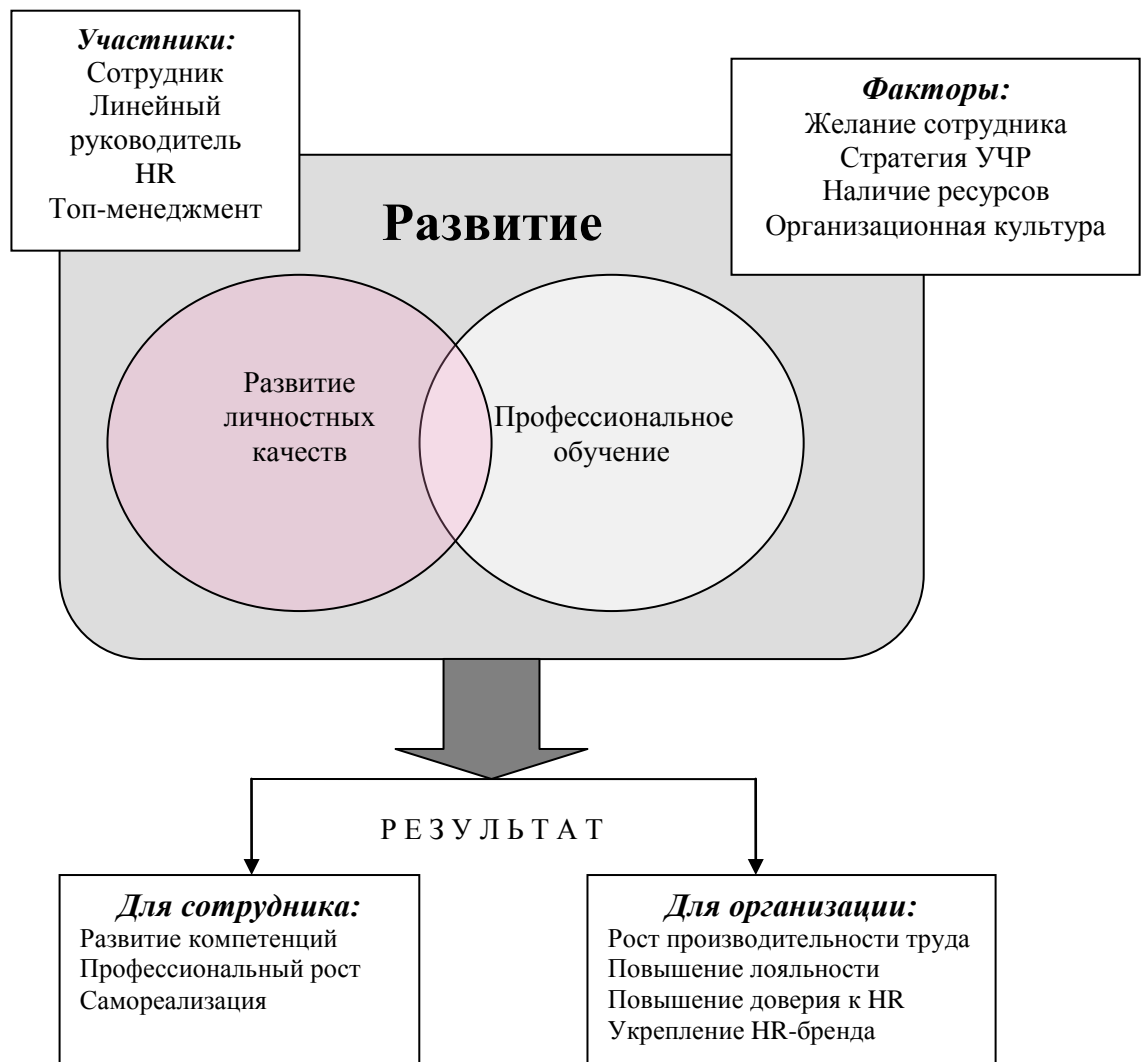 Участники:
Сотрудник
Линейный
руководитель
HR
Топ-менеджмент
Факторы:
Желание сотрудника
Стратегия УЧР
Наличие ресурсов
Организационная культура
Развитие
Развитие
личностных
качеств
Профессиональное
обучение
Р Е З У Л Ь Т А Т
Для сотрудника:
Развитие компетенций
Профессиональный рост
Самореализация
Для организации:
Рост производительности труда
Повышение лояльности
Повышение доверия к HR
Укрепление HR-бренда